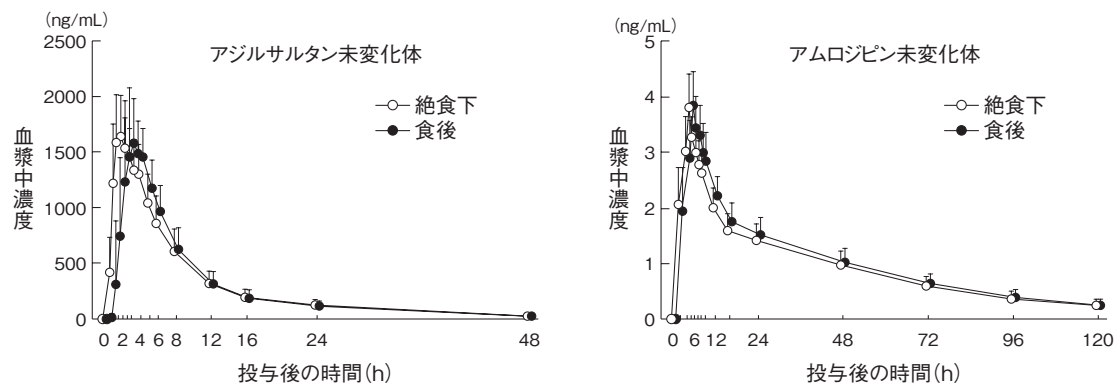 (ng/mL)
2500
2000
1500
1000
500
0
血漿中濃度
アジルサルタン未変化体
絶食下
食後
0 2 4 6 8 12 16 24 48
投与後の時間(h)
(ng/mL)
5
4
3
2
1
0
血漿中濃度
アムロジピン未変化体
絶食下
食後
0 6 12 24 48 72 96 120
投与後の時間(h)